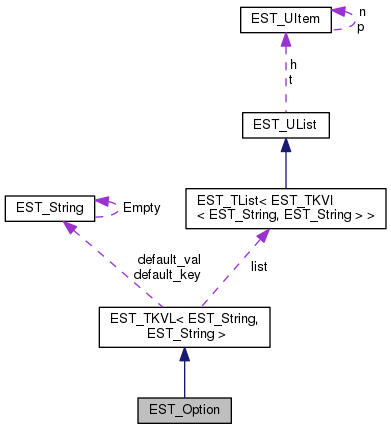 EST_UItem
n
p
h
t
EST_UList
EST_String
Empty
EST_TList< EST_TKVI
< EST_String, EST_String > >
default_val
default_key
list
EST_TKVL< EST_String,
EST_String >
EST_Option